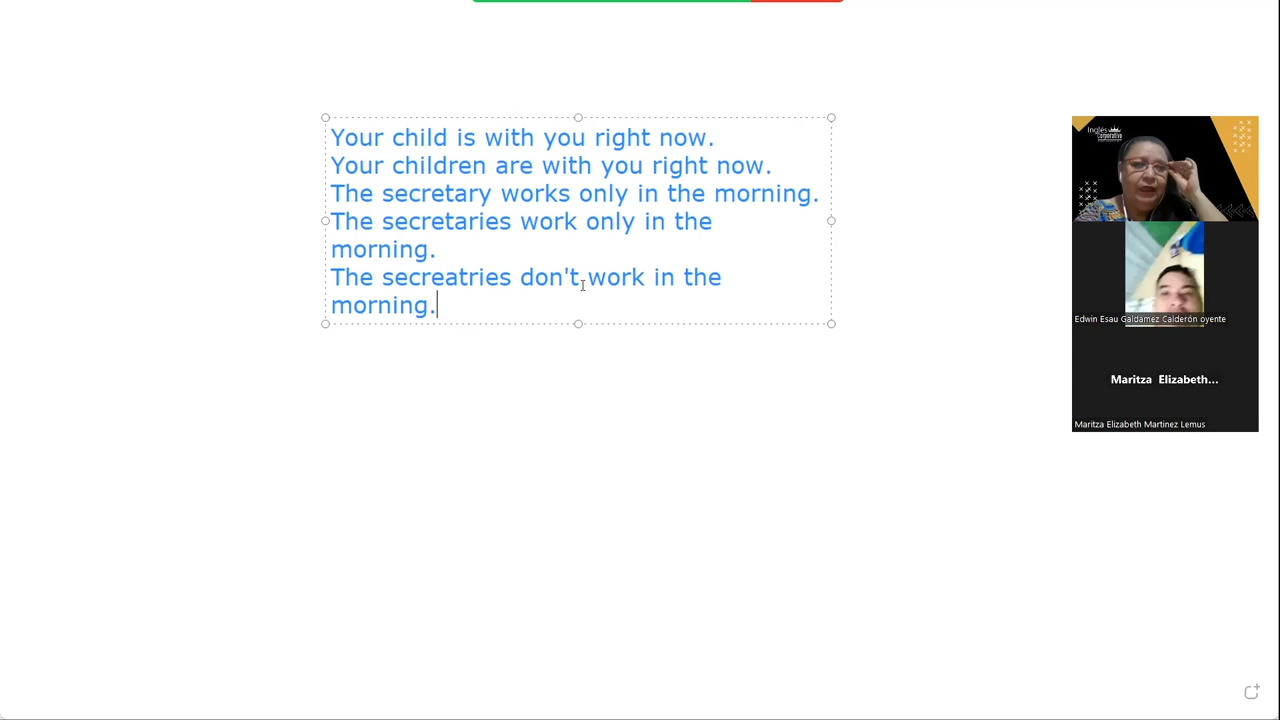 Your child is with you right now.
Your children are with you right now.
The secretary works only in the morning.
The secretaries work only in the
morning.
The secreatries don't work in the
morning.
Inglés
Corporativo
Edwin Esau Galdamez Calderón oyente
Maritza Elizabeth...
Maritza Elizabeth Martinez Lemus